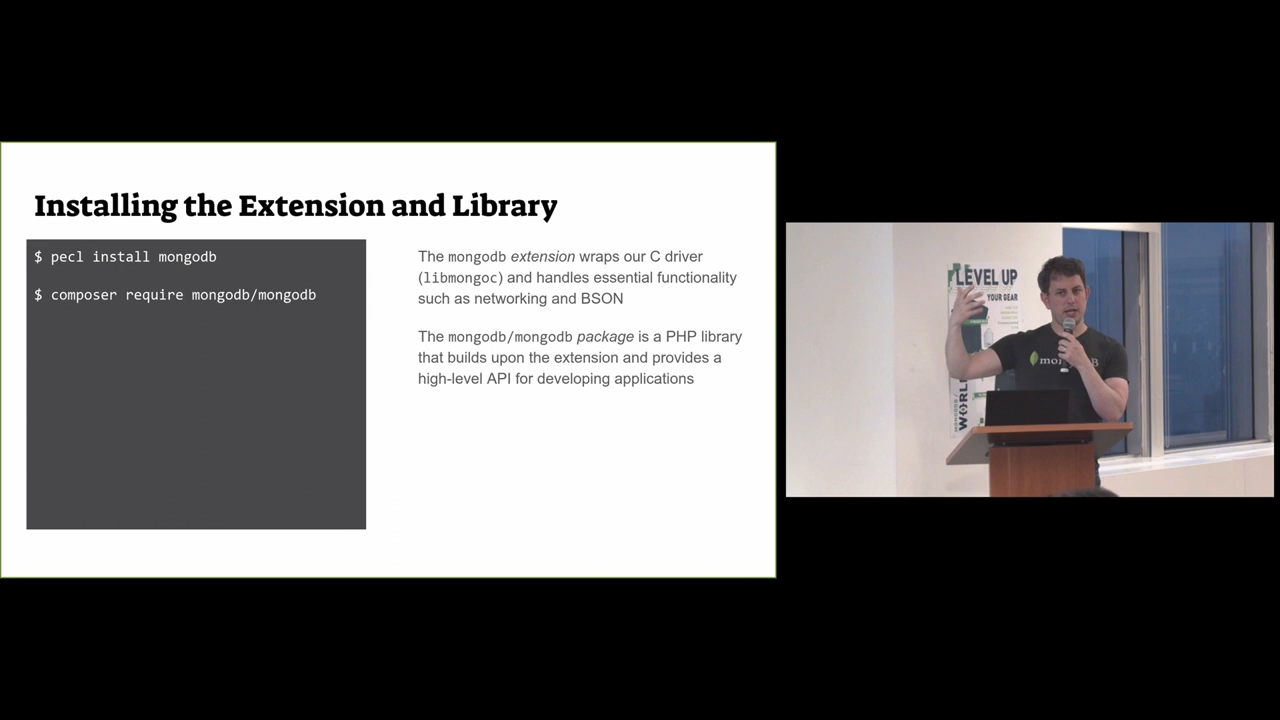 Installing the Extension and Library
$ pecl install mongodb
$ composer require mongodb/mongodb
The mongodb extension wraps our C driver
(libmongoc) and handles essential functionality
such as networking and BSON
The mongodb/mongodb package is a PHP library
that builds upon the extension and provides a
high-level API for developing applications
LEVEL UP
YOUR GEAR
WORL